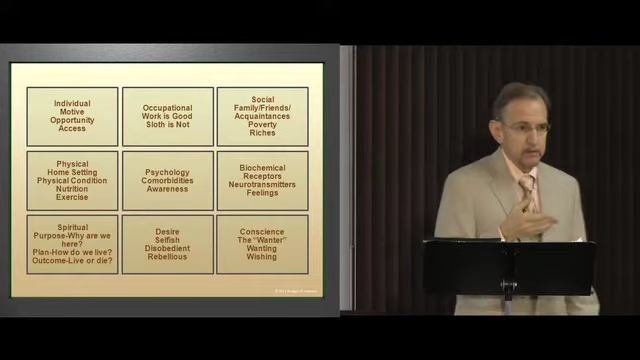 Individual
Motive
Opportunity
Access
Occupational
Work is Good
Sloth is Not
Social
Family/Friends/
Acquaintances
Poverty
Riches
Physical
Home Setting
Physical Condition
Nutrition
Exercise
Psychology
Comorbidities
Awareness
Biochemical
Receptors
Neurotransmitters
Feelings
Spiritual
Purpose-Why are we
here?
Plan-How do we live?
Outcome-Live or die?
Desire
Selfish
Disobedient
Rebellious
Conscience
The "Wanter"
Wanting
Wishing